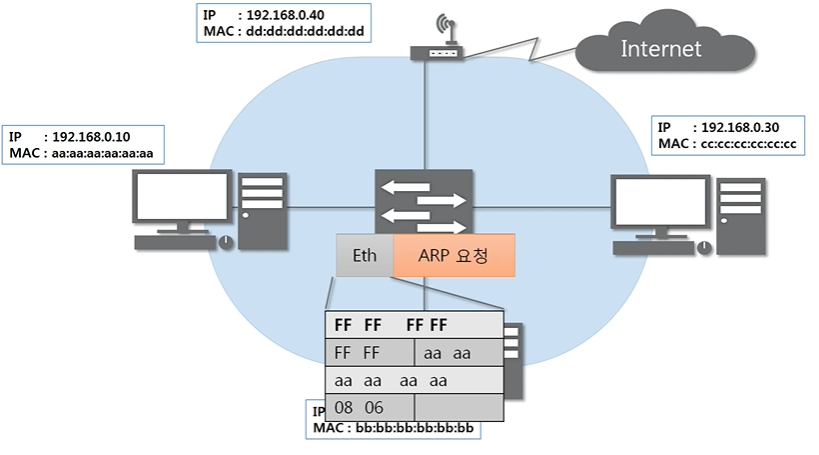 IP : 192.168.0.40
MAC : dd:dd:dd:dd:dd:dd
Internet
IP : 192.168.0.10
MAC : aa:aa:aa:aa:aa:aa
IP : 192.168.0.30
MAC : cc:cc:cc:cc:cc:cc
Eth ARP 요청
FF FF FF FF
FF FF aa aa
aa aa aa aa
08 06
IP
MAC : bb:bb:bb:bb:bb:bb